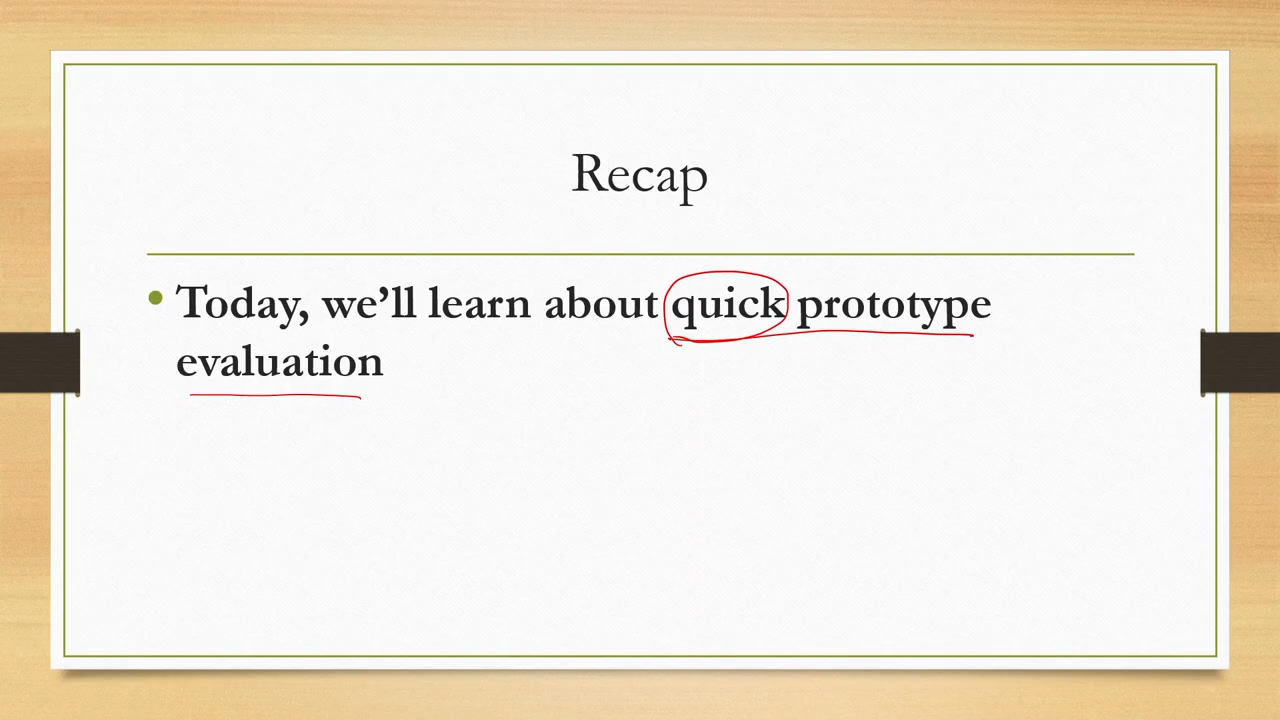 Recap
• Today, we’ll learn about quick prototype
evaluation